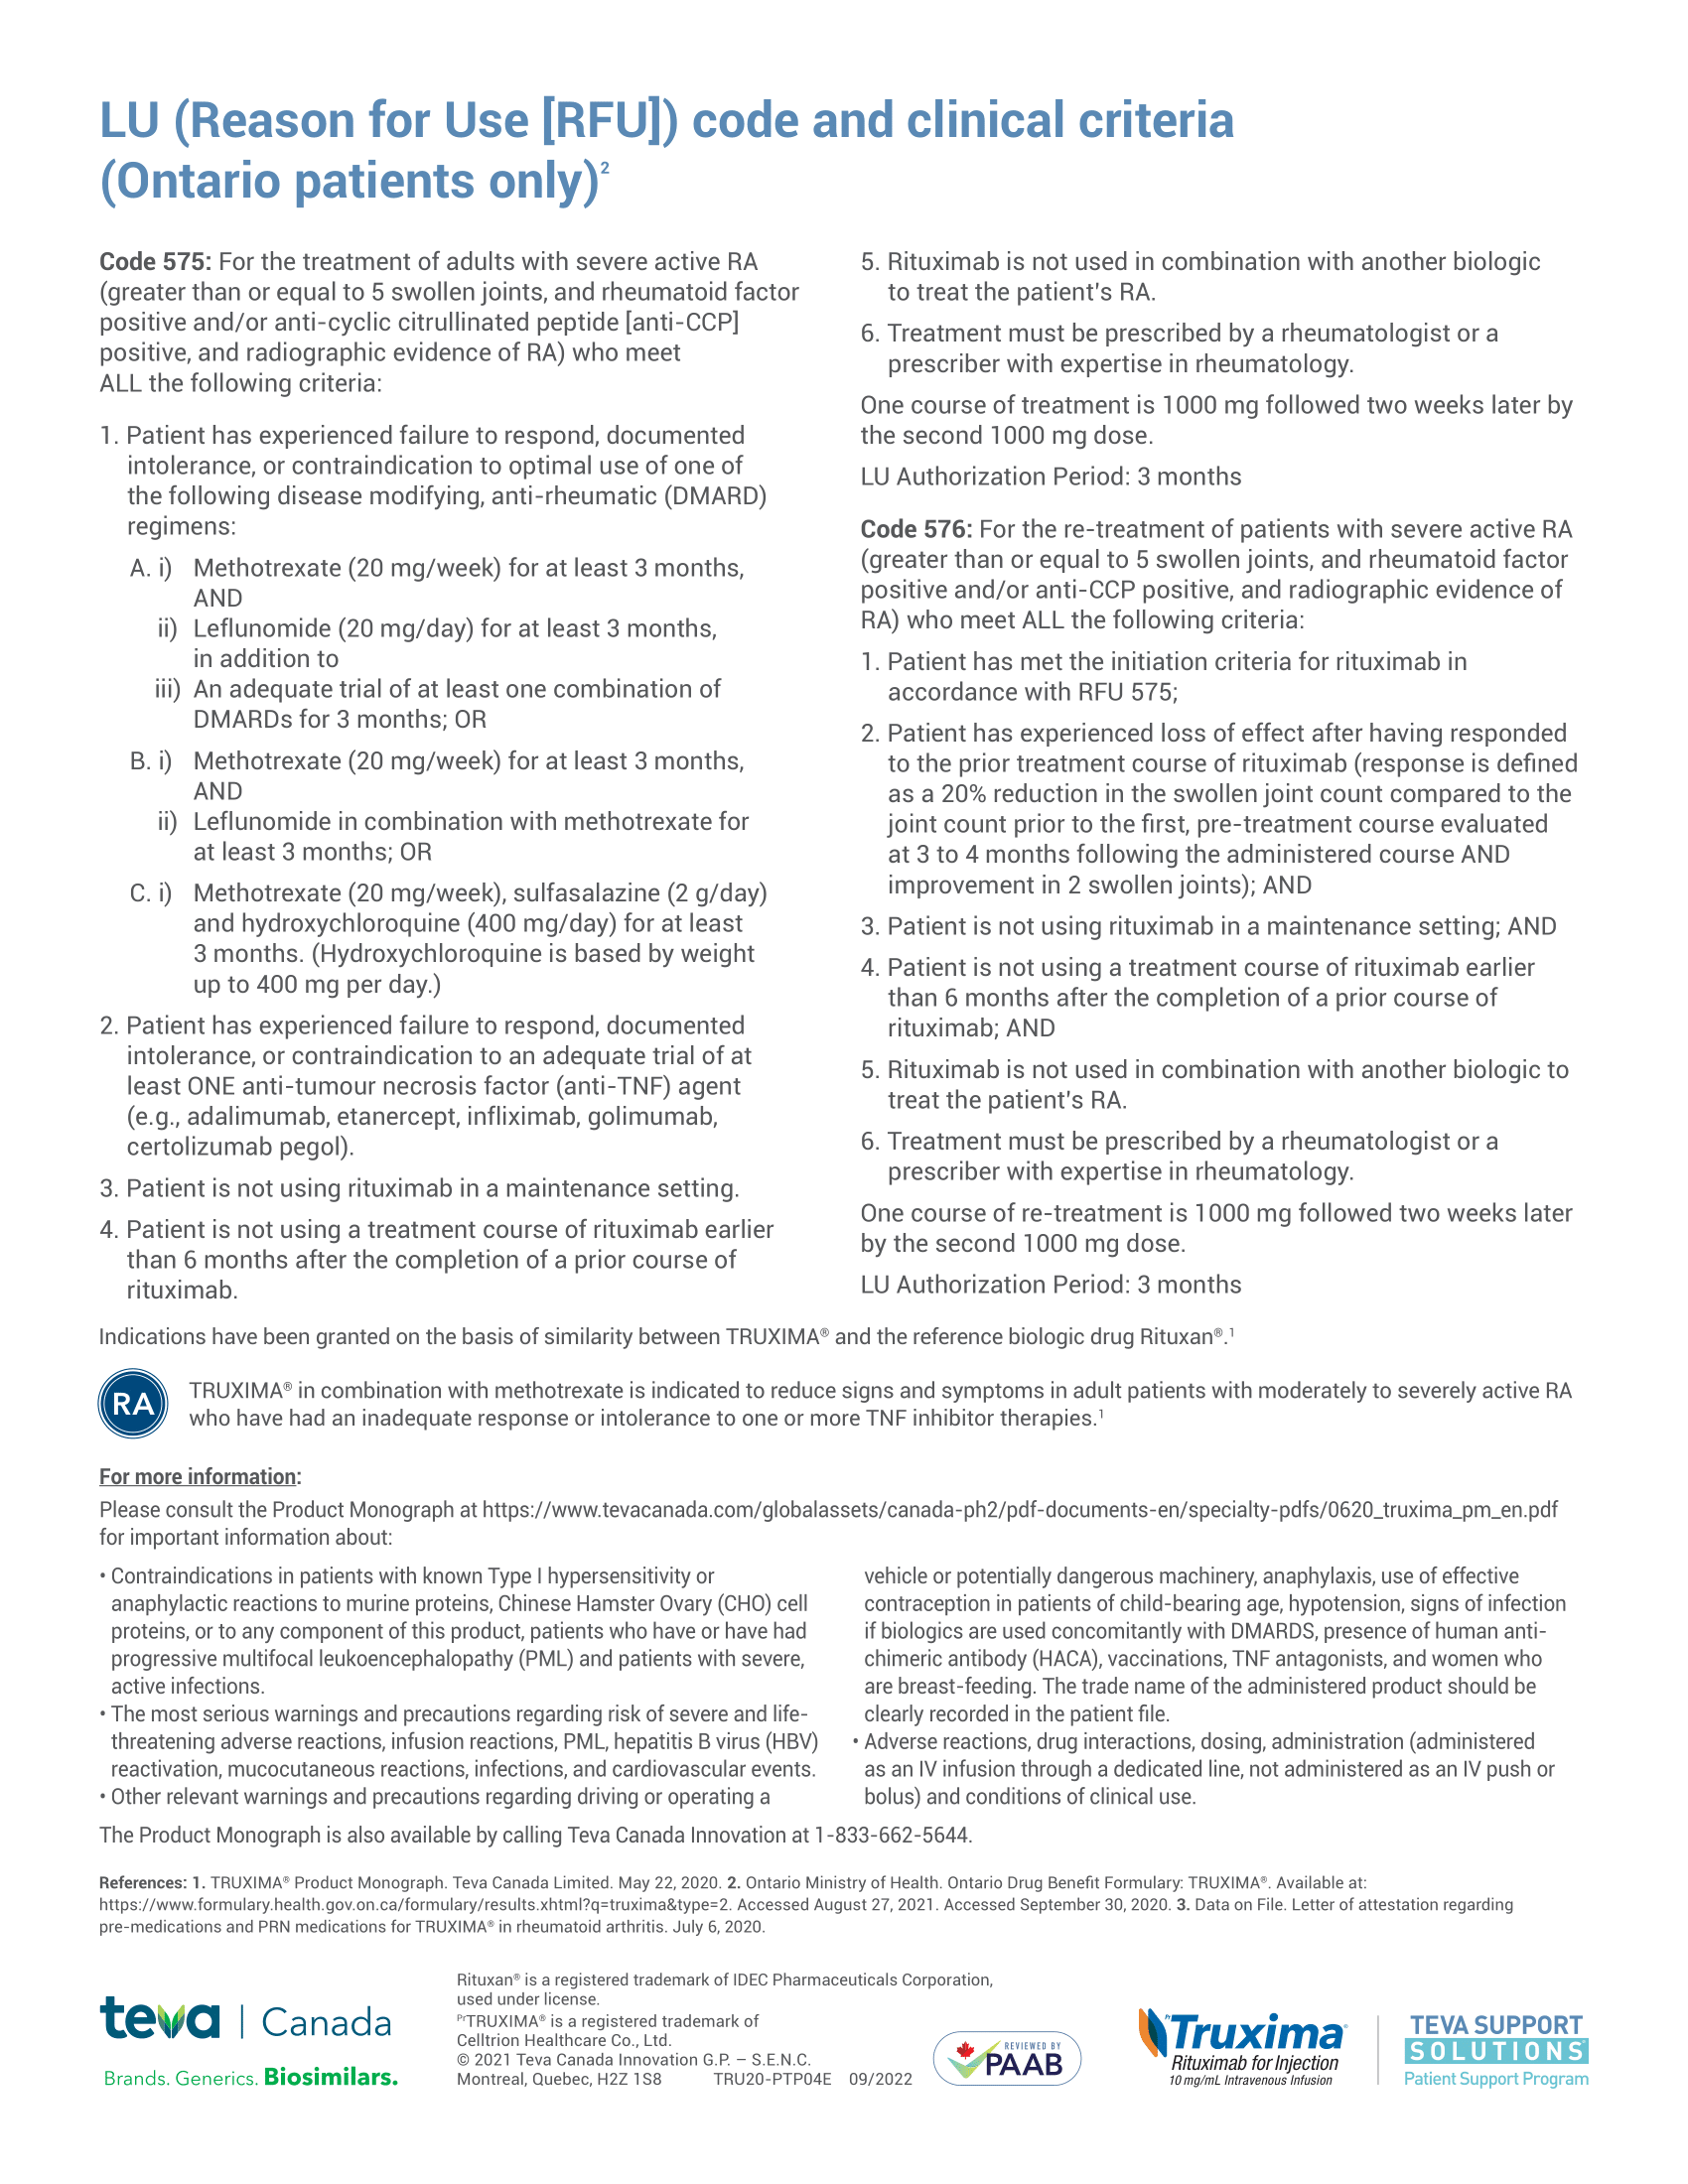 LU (Reason for Use [RFU]) code and clinical criteria
(Ontario patients only)2
Code 575: For the treatment of adults with severe active RA
(greater than or equal to 5 swollen joints, and rheumatoid factor
positive and/or anti-cyclic citrullinated peptide [anti-CCP]
positive, and radiographic evidence of RA) who meet
ALL the following criteria:
1. Patient has experienced failure to respond, documented
intolerance, or contraindication to optimal use of one of
the following disease modifying, anti-rheumatic (DMARD)
regimens:
A. i) Methotrexate (20 mg/week) for at least 3 months,
AND
ii) Leflunomide (20 mg/day) for at least 3 months,
in addition to
iii) An adequate trial of at least one combination of
DMARDs for 3 months; OR
B. i) Methotrexate (20 mg/week) for at least 3 months,
AND
ii) Leflunomide in combination with methotrexate for
at least 3 months; OR
C. i) Methotrexate (20 mg/week), sulfasalazine (2 g/day)
and hydroxychloroquine (400 mg/day) for at least
3 months. (Hydroxychloroquine is based by weight
up to 400 mg per day.)
2. Patient has experienced failure to respond, documented
intolerance, or contraindication to an adequate trial of at
least ONE anti-tumour necrosis factor (anti-TNF) agent
(e.g., adalimumab, etanercept, infliximab, golimumab,
certolizumab pegol).
3. Patient is not using rituximab in a maintenance setting.
4. Patient is not using a treatment course of rituximab earlier
than 6 months after the completion of a prior course of
rituximab.
5. Rituximab is not used in combination with another biologic
to treat the patient's RA.
6. Treatment must be prescribed by a rheumatologist or a
prescriber with expertise in rheumatology.
One course of treatment is 1000 mg followed two weeks later by
the second 1000 mg dose.
LU Authorization Period: 3 months
Code 576: For the re-treatment of patients with severe active RA
(greater than or equal to 5 swollen joints, and rheumatoid factor
positive and/or anti-CCP positive, and radiographic evidence of
RA) who meet ALL the following criteria:
1. Patient has met the initiation criteria for rituximab in
accordance with RFU 575;
2. Patient has experienced loss of effect after having responded
to the prior treatment course of rituximab (response is defined
as a 20% reduction in the swollen joint count compared to the
joint count prior to the first, pre-treatment course evaluated
at 3 to 4 months following the administered course AND
improvement in 2 swollen joints); AND
3. Patient is not using rituximab in a maintenance setting; AND
4. Patient is not using a treatment course of rituximab earlier
than 6 months after the completion of a prior course of
rituximab; AND
5. Rituximab is not used in combination with another biologic to
treat the patient's RA.
6. Treatment must be prescribed by a rheumatologist or a
prescriber with expertise in rheumatology.
One course of re-treatment is 1000 mg followed two weeks later
by the second 1000 mg dose.
LU Authorization Period: 3 months
Indications have been granted on the basis of similarity between TRUXIMA® and the reference biologic drug Rituxan®.1
RA
TRUXIMA® in combination with methotrexate is indicated to reduce signs and symptoms in adult patients with moderately to severely active RA
who have had an inadequate response or intolerance to one or more TNF inhibitor therapies.1
For more information:
Please consult the Product Monograph at https://www.tevacanada.com/globalassets/canada-ph2/pdf-documents-en/specialty-pdfs/0620_truxima_pm_en.pdf
for important information about:
• Contraindications in patients with known Type I hypersensitivity or
anaphylactic reactions to murine proteins, Chinese Hamster Ovary (CHO) cell
proteins, or to any component of this product, patients who have or have had
progressive multifocal leukoencephalopathy (PML) and patients with severe,
active infections.
• The most serious warnings and precautions regarding risk of severe and life-
threatening adverse reactions, infusion reactions, PML, hepatitis B virus (HBV)
reactivation, mucocutaneous reactions, infections, and cardiovascular events.
• Other relevant warnings and precautions regarding driving or operating a
vehicle or potentially dangerous machinery, anaphylaxis, use of effective
contraception in patients of child-bearing age, hypotension, signs of infection
if biologics are used concomitantly with DMARDS, presence of human anti-
chimeric antibody (HACA), vaccinations, TNF antagonists, and women who
are breast-feeding. The trade name of the administered product should be
clearly recorded in the patient file.
• Adverse reactions, drug interactions, dosing, administration (administered
as an IV infusion through a dedicated line, not administered as an IV push or
bolus) and conditions of clinical use.
The Product Monograph is also available by calling Teva Canada Innovation at 1-833-662-5644.
References: 1. TRUXIMA® Product Monograph. Teva Canada Limited. May 22, 2020. 2. Ontario Ministry of Health. Ontario Drug Benefit Formulary: TRUXIMA®. Available at:
https://www.formulary.health.gov.on.ca/formulary/results.xhtml?q=truxima&type=2. Accessed August 27, 2021. Accessed September 30, 2020. 3. Data on File. Letter of attestation regarding
pre-medications and PRN medications for TRUXIMA® in rheumatoid arthritis. July 6, 2020.
teva | Canada
Brands. Generics. Biosimilars.
Rituxan® is a registered trademark of IDEC Pharmaceuticals Corporation,
used under license.
PrTRUXIMA® is a registered trademark of
Celltrion Healthcare Co., Ltd.
© 2021 Teva Canada Innovation G.P. – S.E.N.C.
Montreal, Quebec, H2Z 1S8 TRU20-PTP04E 09/2022
REVIEWED BY
PAAB
PrTruxima®
Rituximab for Injection
10 mg/mL Intravenous Infusion
TEVA SUPPORT
SOLUTIONS
Patient Support Program